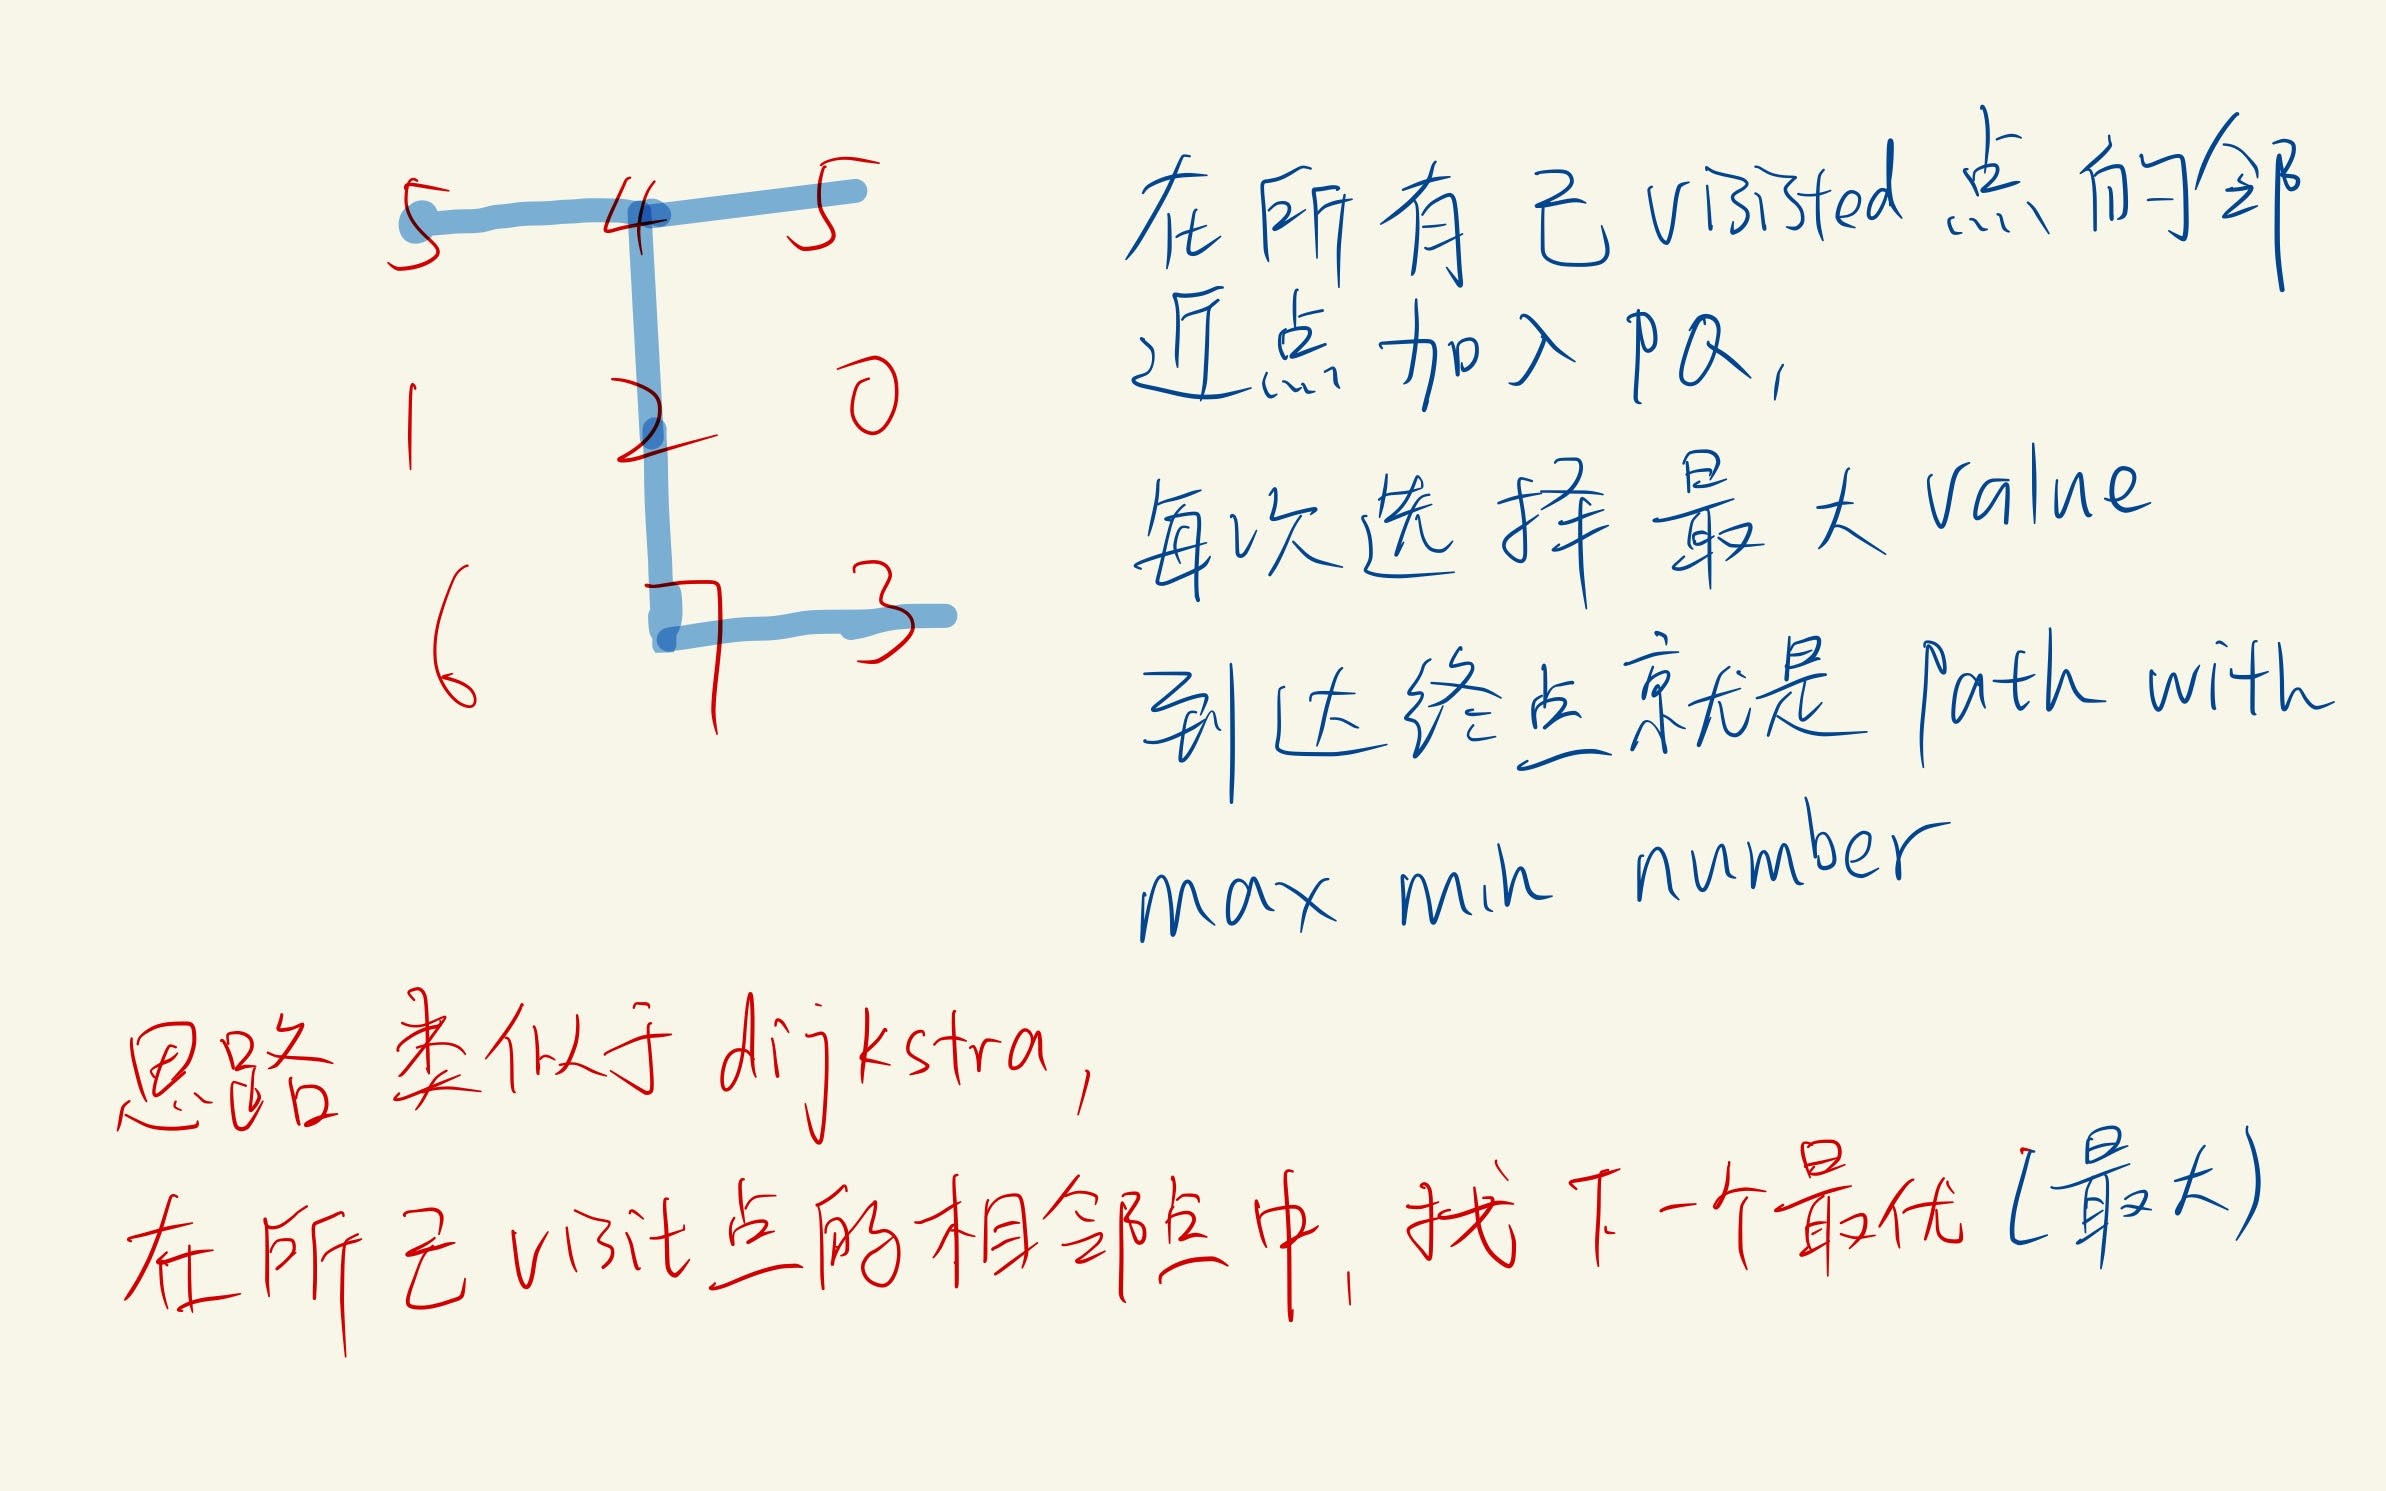 5 4 5
1 2 0
6 7 3
在所有已visited点的邻
近点加入PQ,
每次选择最大value
到达终点就是Path with
max min number
思路类似于dijkstra,
在所已visit点的相邻点中,找下一个最优(最大)